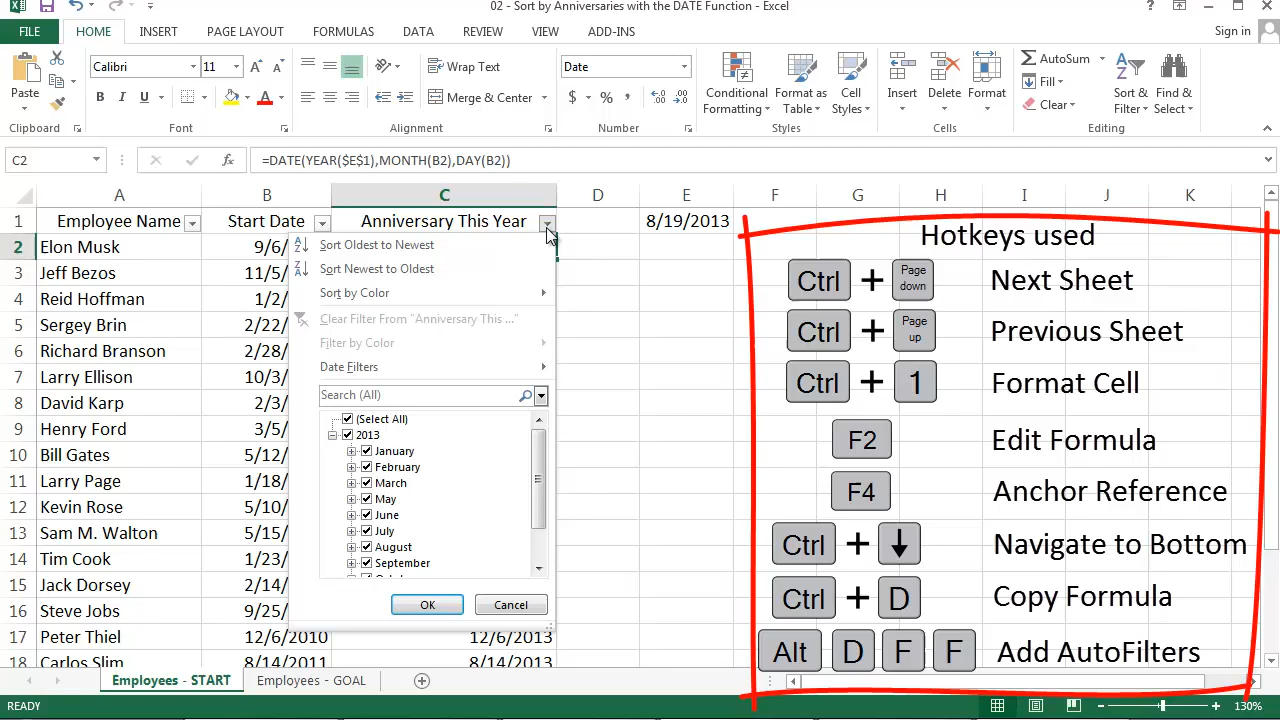 02 - Sort by Anniversaries with the DATE Function - Excel
FILE HOME INSERT PAGE LAYOUT FORMULAS DATA REVIEW VIEW ADD-INS Sign in
Paste
Calibri 11
B I U
Wrap Text
Merge & Center
Date
$ % ,
Conditional Formatting
Format as Table
Cell Styles
Insert Delete Format
AutoSum
Fill
Clear
Sort & Filter
Find & Select
Clipboard Font Alignment Number Styles Cells Editing
C2 fx =DATE(YEAR($E$1),MONTH(B2),DAY(B2))
A B C D E F G H I J K
1 Employee Name Start Date Anniversary This Year 8/19/2013
2 Elon Musk 9/6/
3 Jeff Bezos 11/5/
4 Reid Hoffman 1/2/
5 Sergey Brin 2/22/
6 Richard Branson 2/28/
7 Larry Ellison 10/3/
8 David Karp 2/3/
9 Henry Ford 3/5/
10 Bill Gates 5/12/
11 Larry Page 1/18/
12 Kevin Rose 5/10/
13 Sam M. Walton 5/15/
14 Tim Cook 1/23/
15 Jack Dorsey 2/14/
16 Steve Jobs 9/25/
17 Peter Thiel 12/6/2010 12/6/2013
18 Carlos Slim 8/14/2011 8/14/2013
Sort Oldest to Newest
Sort Newest to Oldest
Sort by Color
Clear Filter From "Anniversary This ..."
Filter by Color
Date Filters
Search (All)
(Select All)
2013
January
February
March
May
June
July
August
September
OK Cancel
Hotkeys used
Ctrl + Page down Next Sheet
Ctrl + Page up Previous Sheet
Ctrl + 1 Format Cell
F2 Edit Formula
F4 Anchor Reference
Ctrl + ↓ Navigate to Bottom
Ctrl + D Copy Formula
Alt D F F Add AutoFilters
Employees - START Employees - GOAL
READY 130%